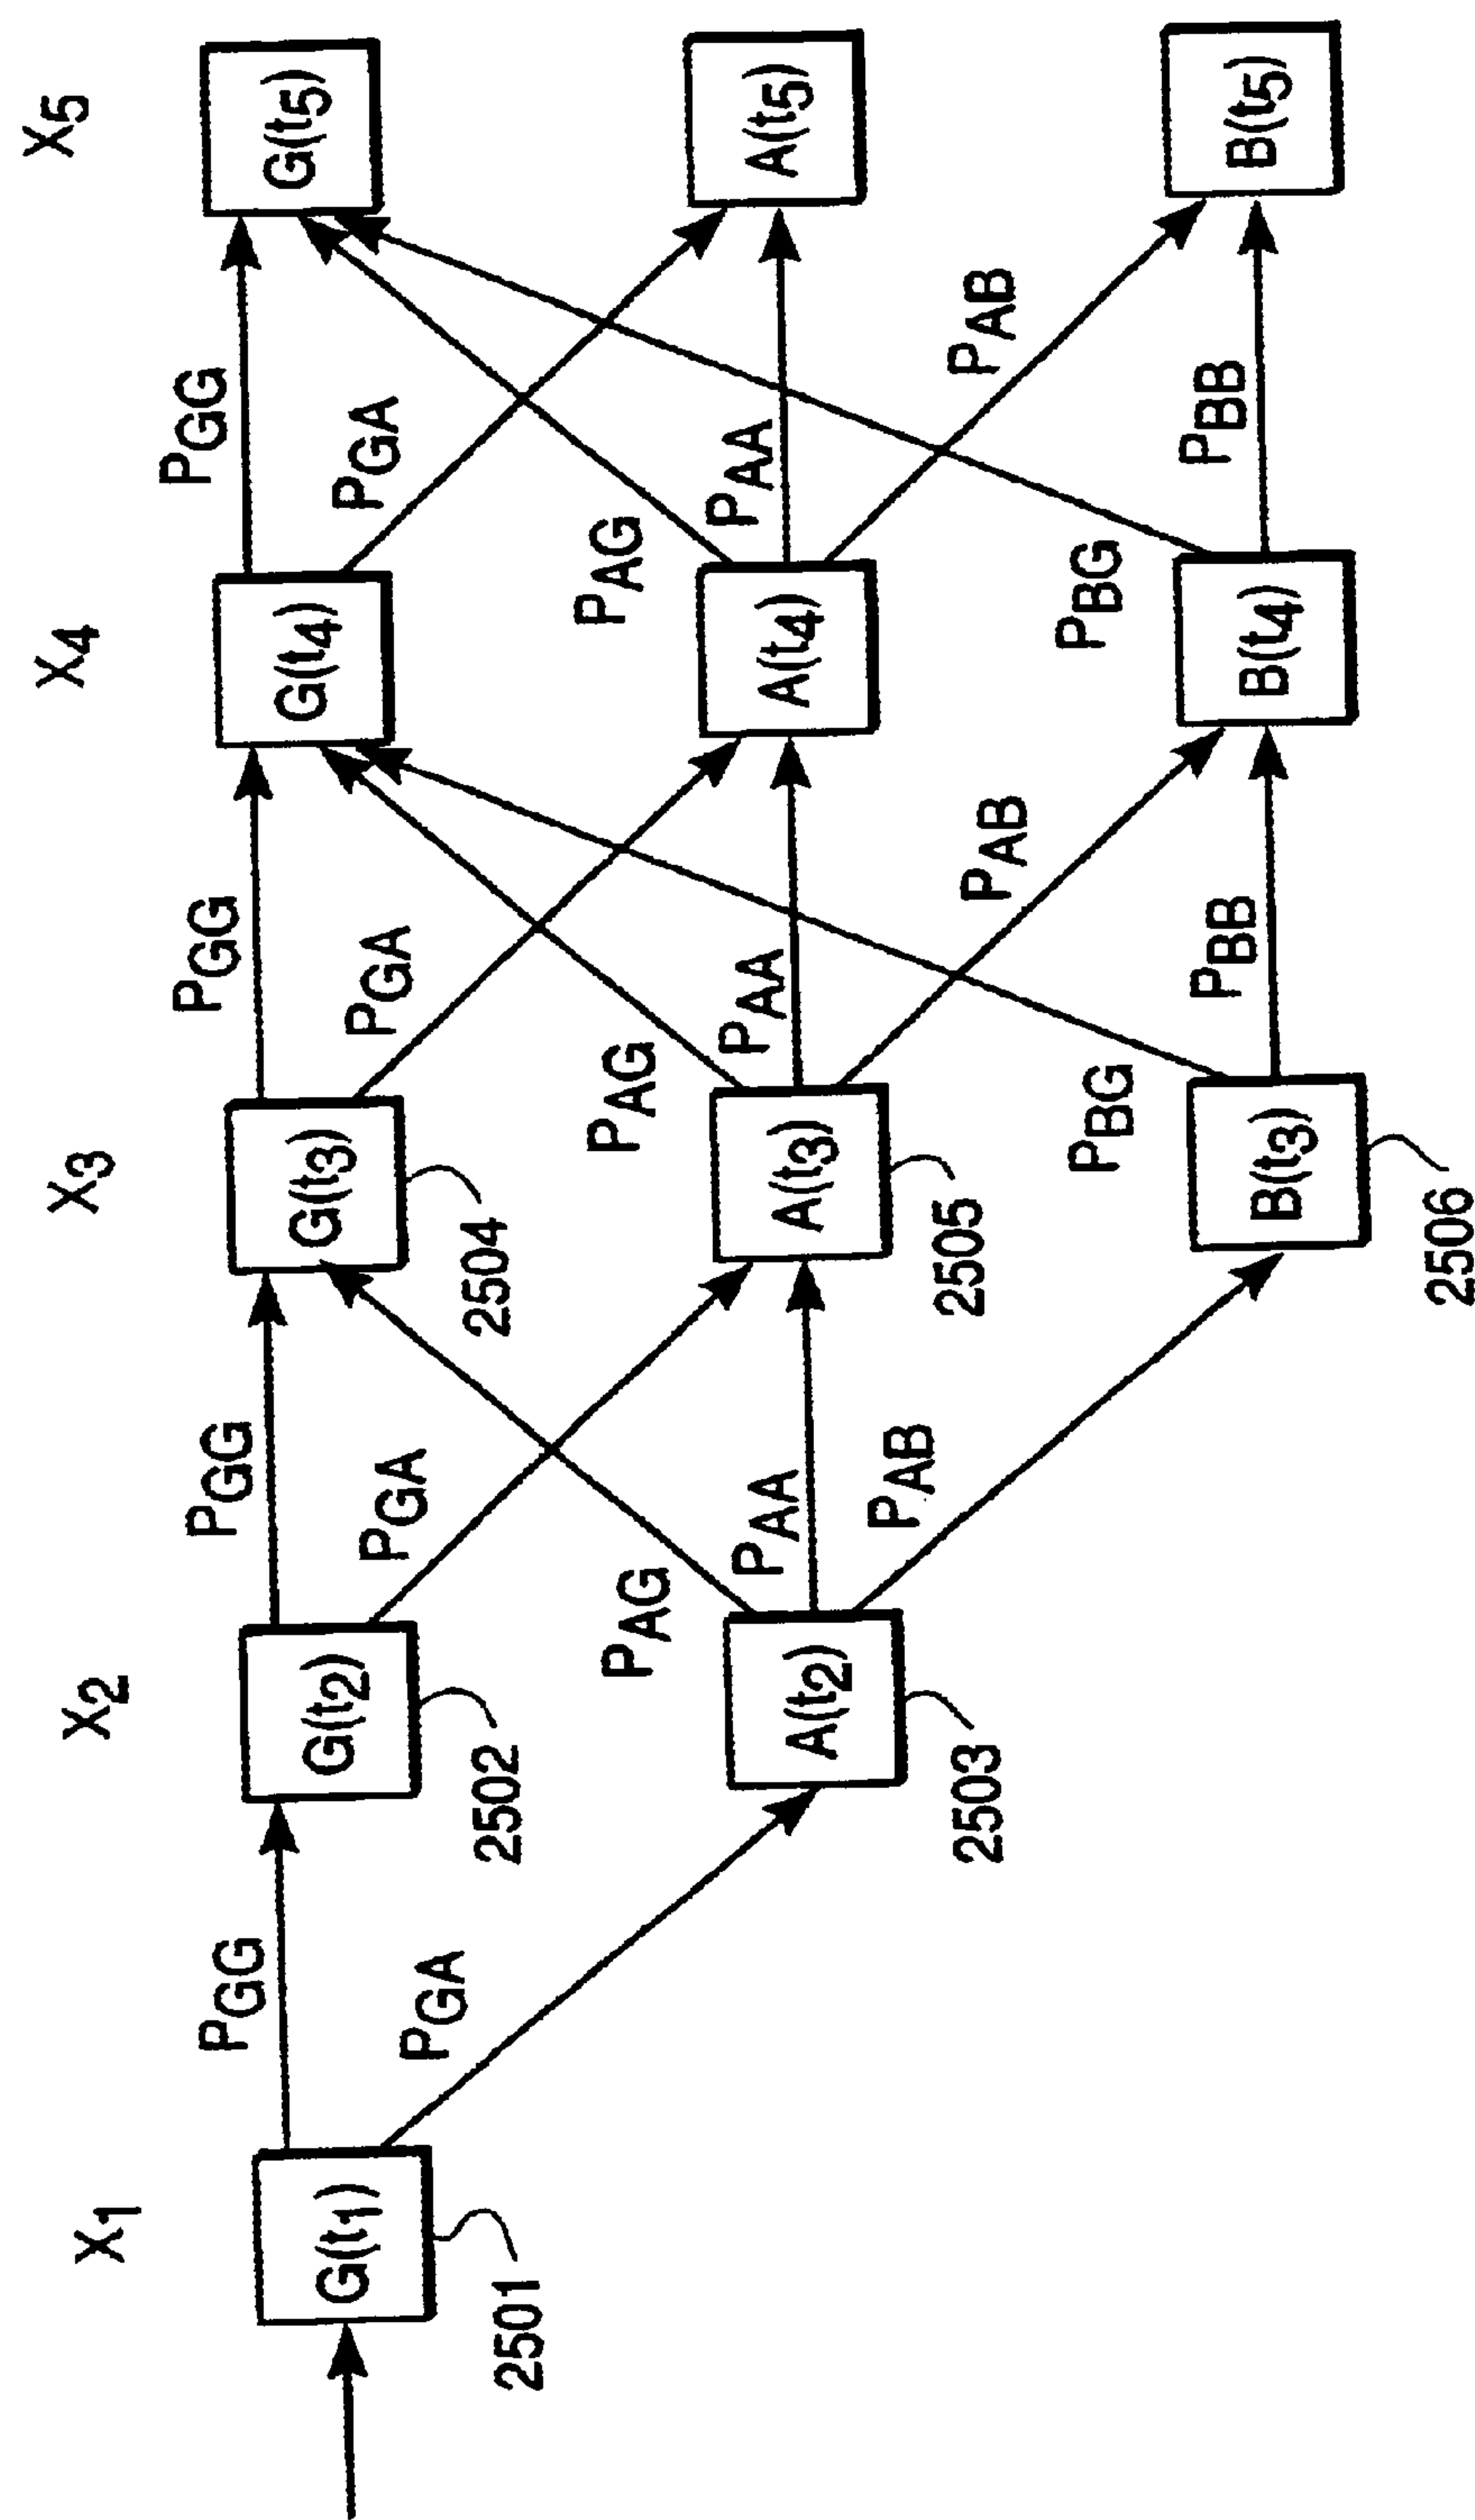 X1 X2 X3 X4 X5
PGG PGG PGG PGG
G(t1) G(t2) G(t3) G(t4) G(t5)
PGA PGA PGA PGA
2501 2502 2504
PAG PAG PAG
PAA PAA PAA
A(t2) A(t3) A(t4) A(t5)
PAB PAB PAB
2503 2505
PBG PBG
PBB PBB
B(t3) B(t4) B(t5)
2506